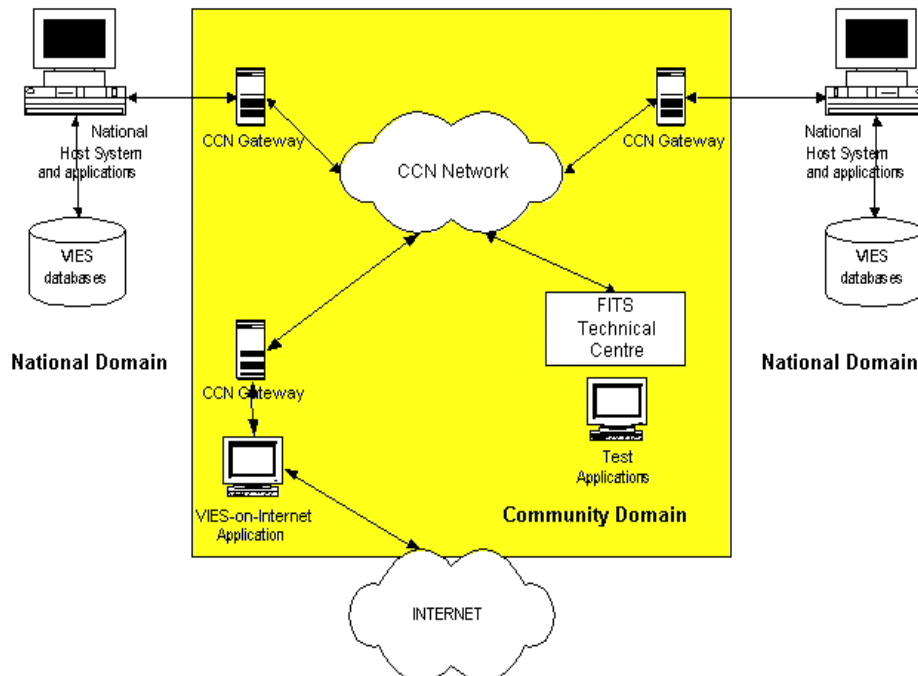 National
Host System
and applications
VIES
databases
National Domain
CCN Gateway
CCN Network
CCN Gateway
National
Host System
and applications
VIES
databases
National Domain
FITS
Technical
Centre
CCN Gateway
Test
Applications
VIES-on-Internet
Application
Community Domain
INTERNET